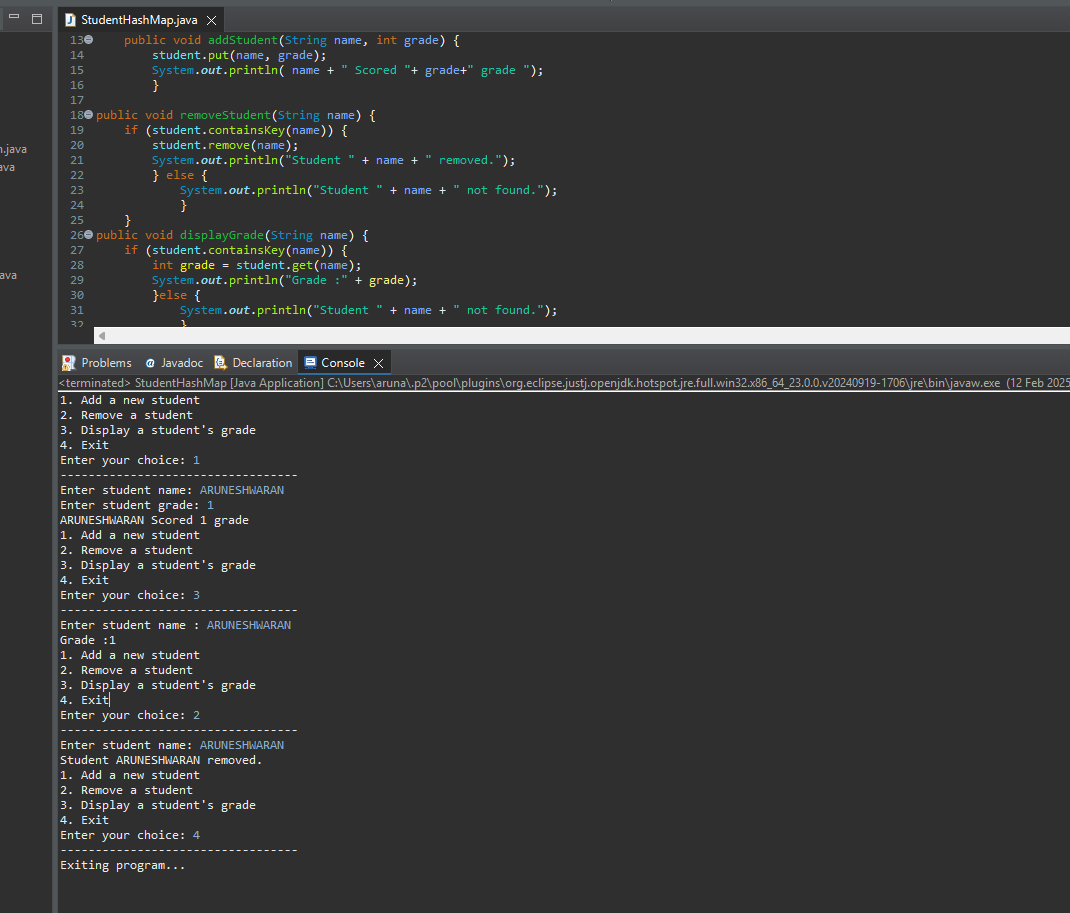 StudentHashMap.java
13 public void addStudent(String name, int grade) {
14 student.put(name, grade);
15 System.out.println( name + " Scored "+ grade+" grade ");
16 }
17
18 public void removeStudent(String name) {
19 if (student.containsKey(name)) {
20 student.remove(name);
21 System.out.println("Student " + name + " removed.");
22 } else {
23 System.out.println("Student " + name + " not found.");
24 }
25 }
26 public void displayGrade(String name) {
27 if (student.containsKey(name)) {
28 int grade = student.get(name);
29 System.out.println("Grade :" + grade);
30 }else {
31 System.out.println("Student " + name + " not found.");
32 }
.java
ava
ava
Problems @ Javadoc Declaration Console
<terminated> StudentHashMap [Java Application] C:\Users\aruna\.p2\pool\plugins\org.eclipse.justj.openjdk.hotspot.jre.full.win32.x86_64_23.0.0.v20240919-1706\jre\bin\javaw.exe (12 Feb 2025
1. Add a new student
2. Remove a student
3. Display a student's grade
4. Exit
Enter your choice: 1
----------------------------------
Enter student name: ARUNESHWARAN
Enter student grade: 1
ARUNESHWARAN Scored 1 grade
1. Add a new student
2. Remove a student
3. Display a student's grade
4. Exit
Enter your choice: 3
----------------------------------
Enter student name : ARUNESHWARAN
Grade :1
1. Add a new student
2. Remove a student
3. Display a student's grade
4. Exit
Enter your choice: 2
----------------------------------
Enter student name: ARUNESHWARAN
Student ARUNESHWARAN removed.
1. Add a new student
2. Remove a student
3. Display a student's grade
4. Exit
Enter your choice: 4
----------------------------------
Exiting program...